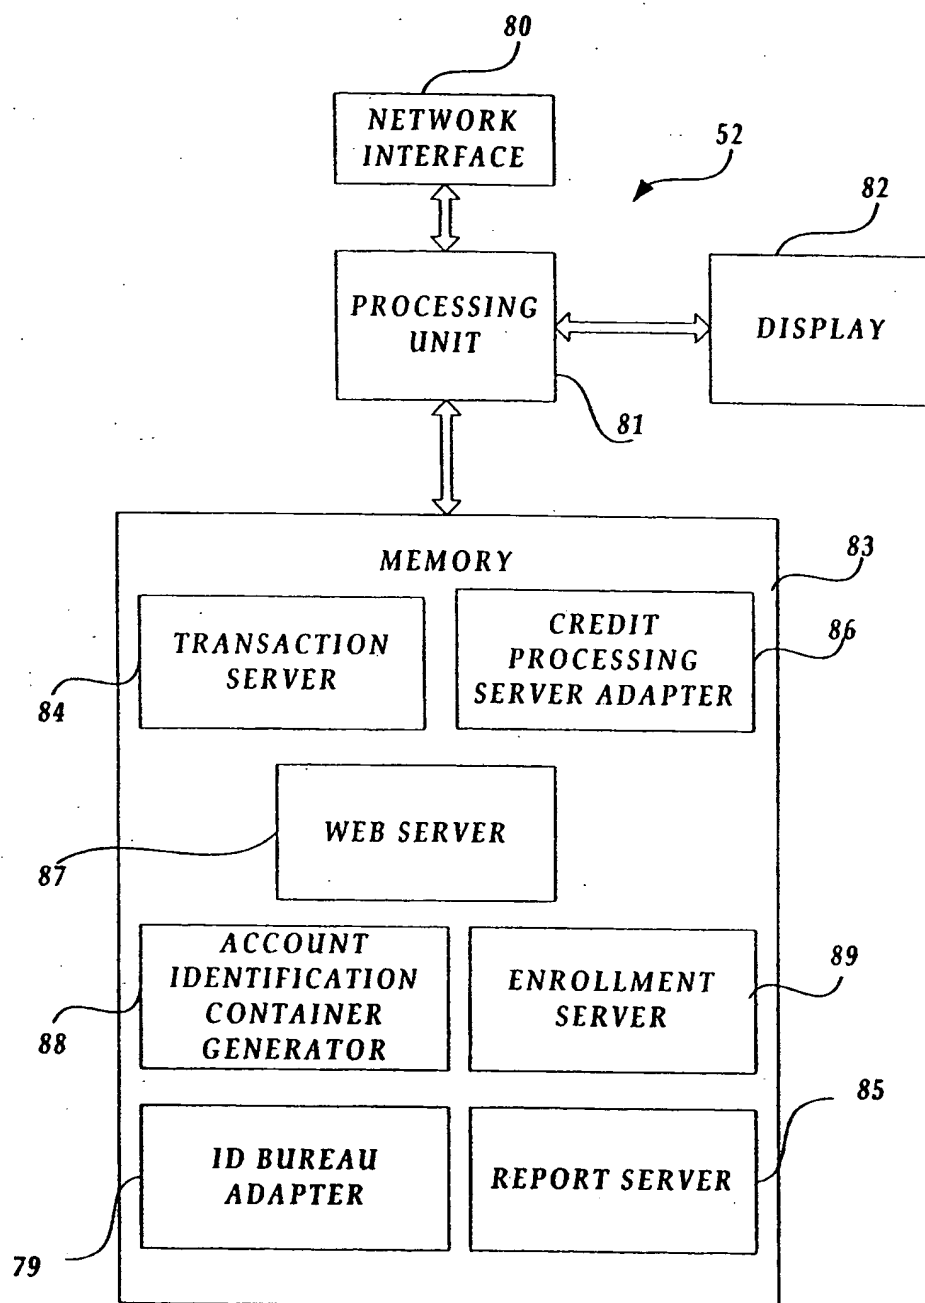 80
NETWORK
INTERFACE
52
82
PROCESSING
UNIT
DISPLAY
81
MEMORY
83
TRANSACTION
SERVER
84
CREDIT
PROCESSING
SERVER ADAPTER
86
WEB SERVER
87
ACCOUNT
IDENTIFICATION
CONTAINER
GENERATOR
88
ENROLLMENT
SERVER
89
85
ID BUREAU
ADAPTER
REPORT SERVER
79